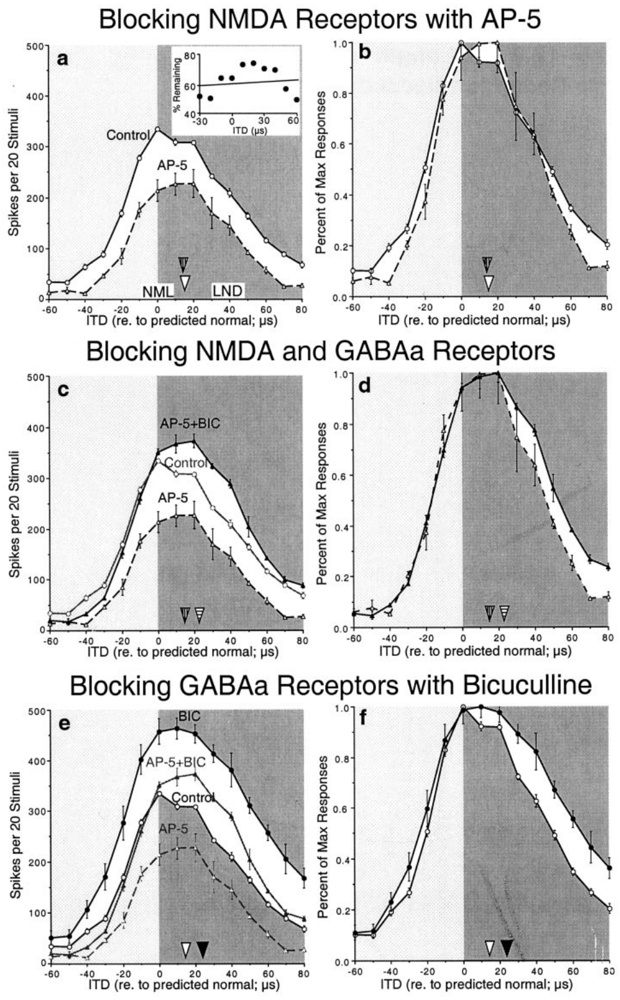 Blocking NMDA Receptors with AP-5
a
Spikes per 20 Stimuli
500
400
300
200
100
0
Control
AP-5
% Remaining
80
60
40
-30 0 30 60
ITD (µs)
NML
LND
-60 -40 -20 0 20 40 60 80
ITD (re. to predicted normal; µs)
b
Percent of Max Responses
1.0
0.8
0.6
0.4
0.2
0.0
-60 -40 -20 0 20 40 60 80
ITD (re. to predicted normal; µs)
Blocking NMDA and GABAa Receptors
c
Spikes per 20 Stimuli
500
400
300
200
100
0
AP-5+BIC
Control
AP-5
-60 -40 -20 0 20 40 60 80
ITD (re. to predicted normal; µs)
d
Percent of Max Responses
1.0
0.8
0.6
0.4
0.2
0.0
-60 -40 -20 0 20 40 60 80
ITD (re. to predicted normal; µs)
Blocking GABAa Receptors with Bicuculline
e
Spikes per 20 Stimuli
500
400
300
200
100
0
BIC
AP-5+BIC
Control
AP-5
-60 -40 -20 0 20 40 60 80
ITD (re. to predicted normal; µs)
f
Percent of Max Responses
1.0
0.8
0.6
0.4
0.2
0.0
-60 -40 -20 0 20 40 60 80
ITD (re. to predicted normal; µs)